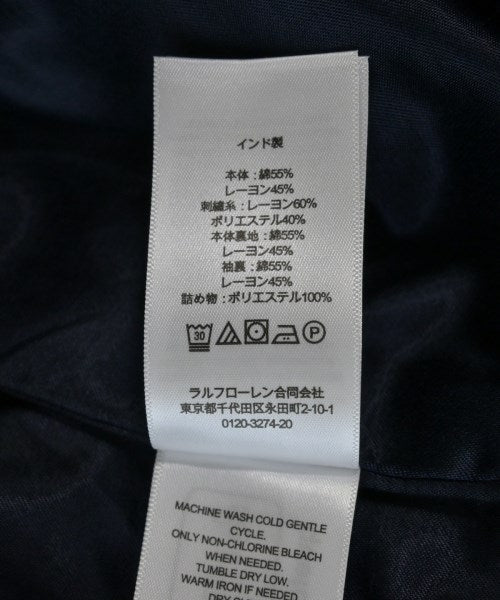 インド製
本体：綿55%
レーヨン45%
刺繍糸：レーヨン60%
ポリエステル40%
本体裏地：綿55%
レーヨン45%
袖裏：綿55%
レーヨン45%
詰め物：ポリエステル100%
30 P
ラルフローレン合同会社
東京都千代田区永田町2-10-1
0120-3274-20
MACHINE WASH COLD GENTLE
CYCLE.
ONLY NON-CHLORINE BLEACH
WHEN NEEDED.
TUMBLE DRY LOW.
WARM IRON IF NEEDED.